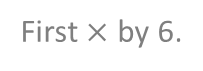 First × by 6.